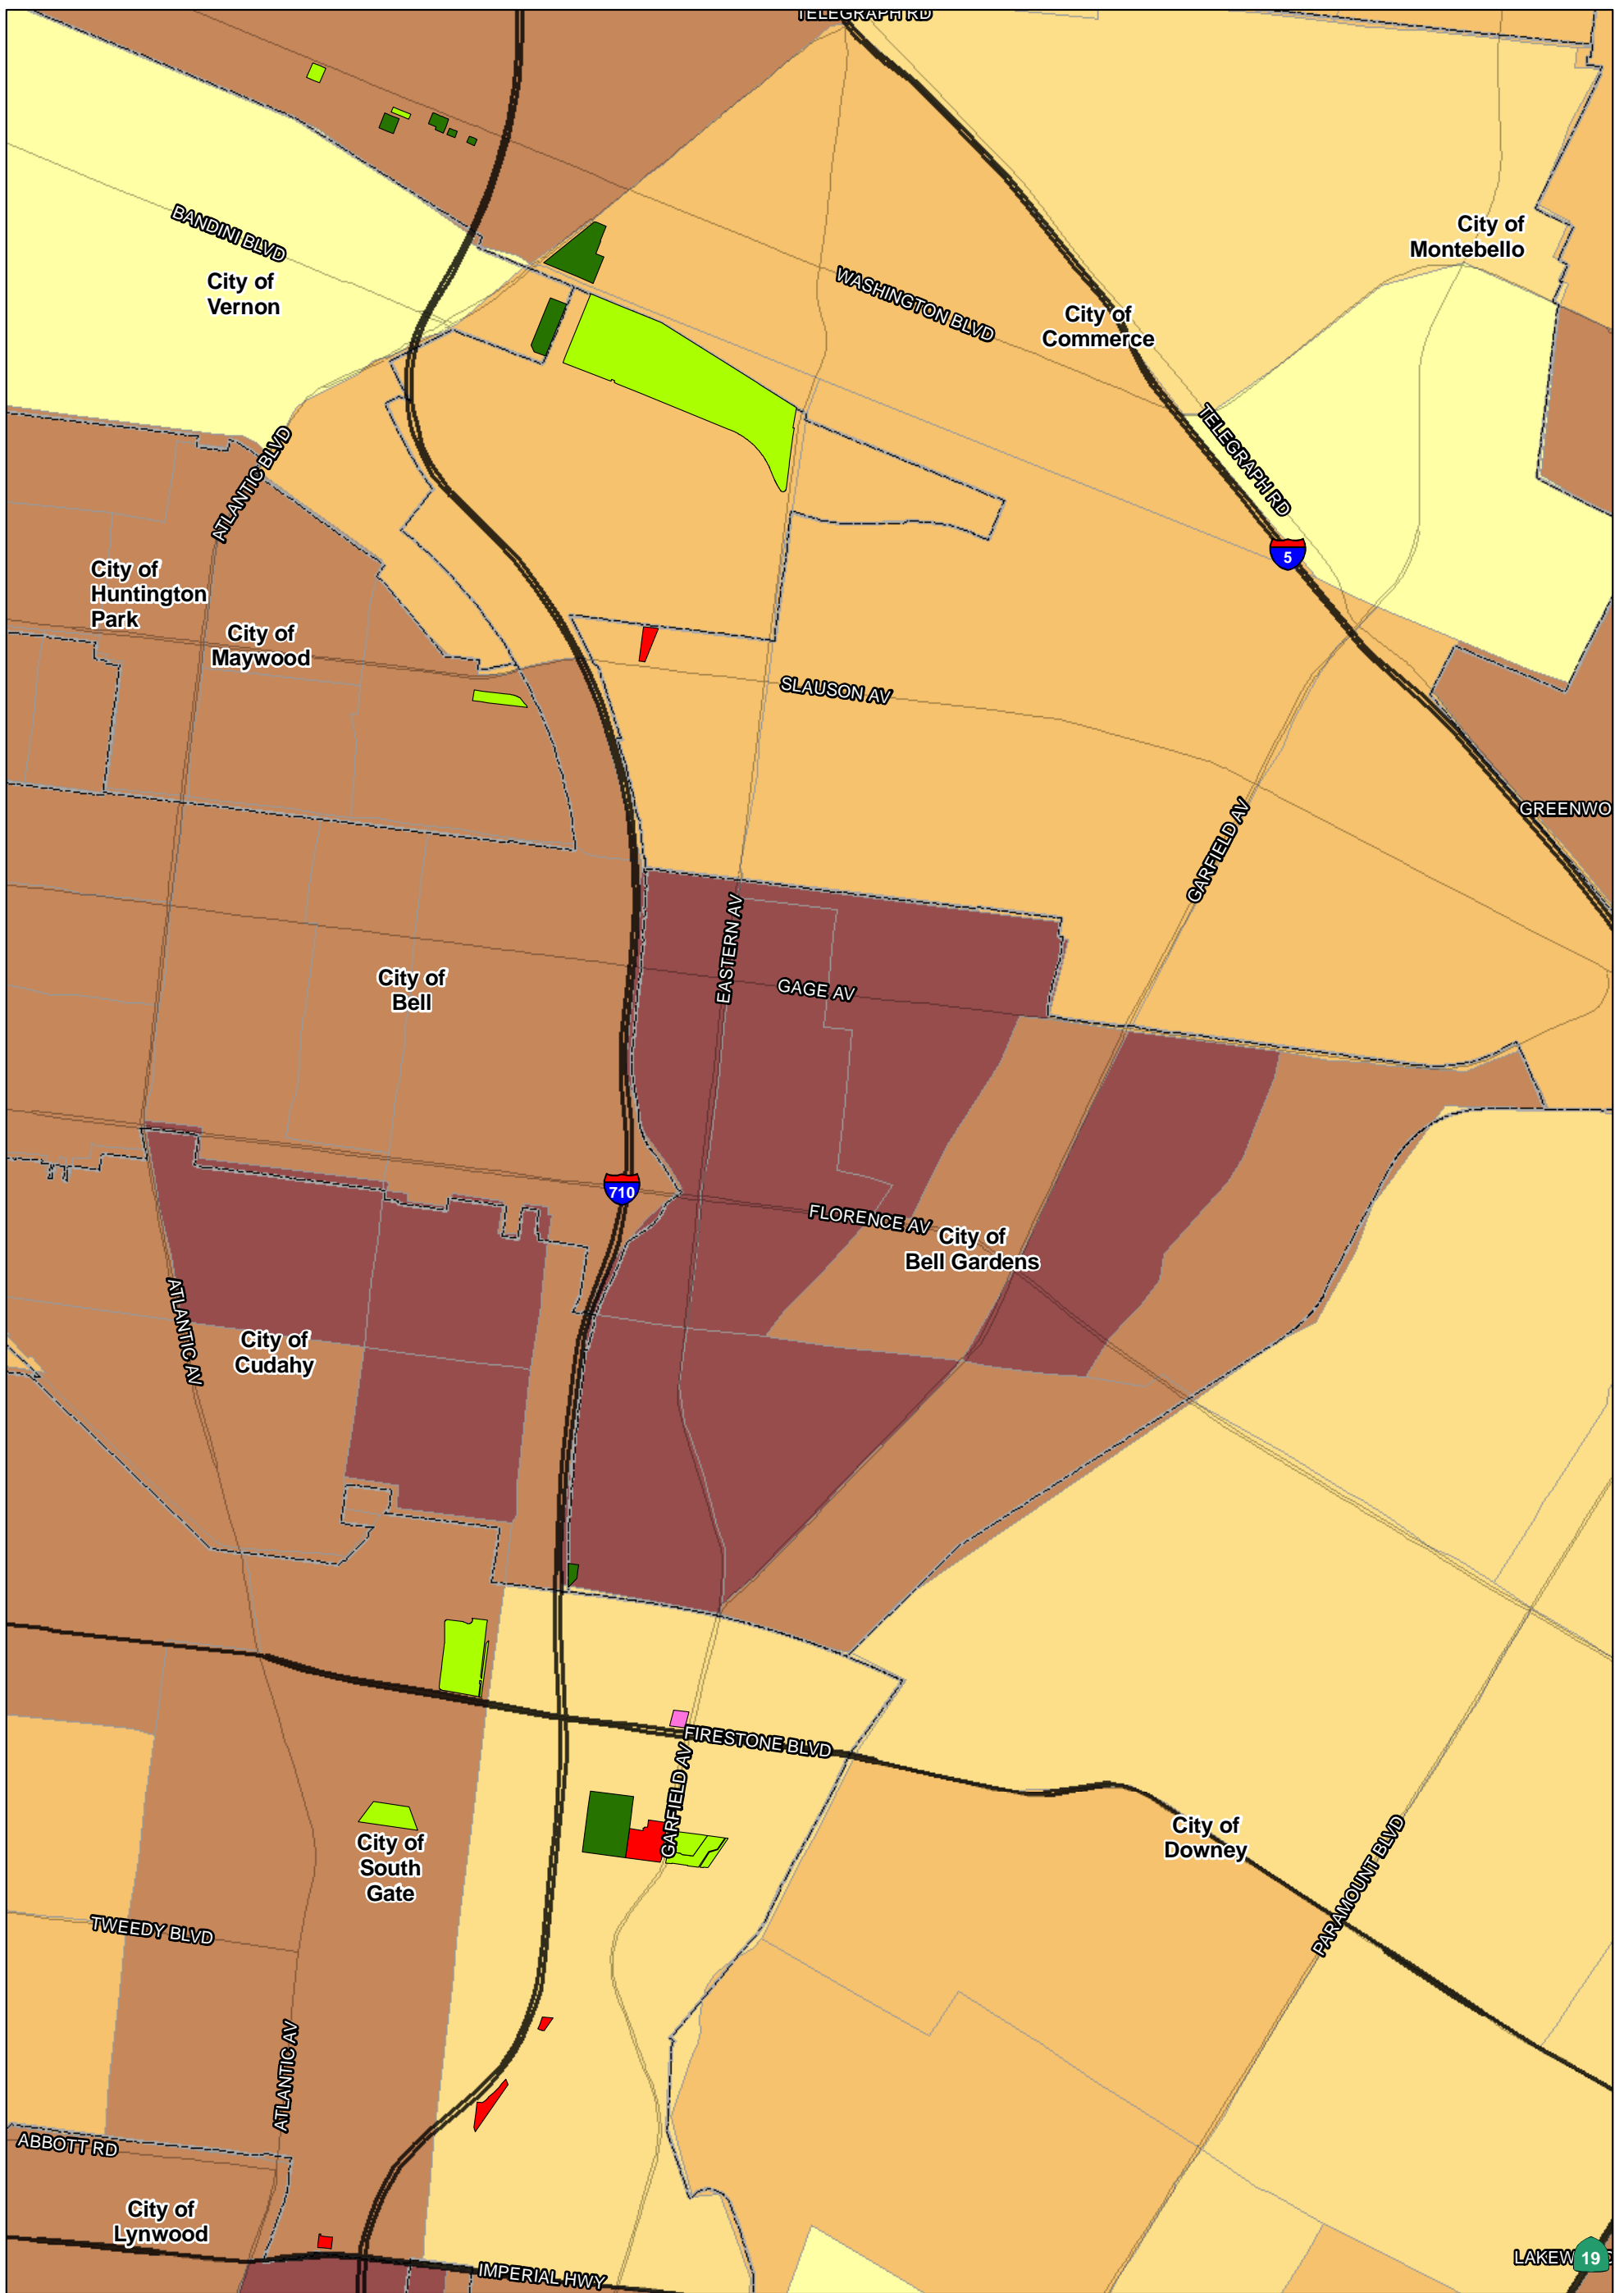 TELEGRAPH RD
BANDINI BLVD
City of
Vernon
City of
Montebello
WASHINGTON BLVD
City of
Commerce
TELEGRAPH RD
ATLANTIC BLVD
5
City of
Huntington
Park
City of
Maywood
SLAUSON AV
GARFIELD AV
GREENWO
EASTERN AV
City of
Bell
GAGE AV
710
FLORENCE AV
City of
Bell Gardens
ATLANTIC AV
City of
Cudahy
FIRESTONE BLVD
GARFIELD AV
City of
South
Gate
City of
Downey
PARAMOUNT BLVD
TWEEDY BLVD
ATLANTIC AV
ABBOTT RD
City of
Lynwood
IMPERIAL HWY
19